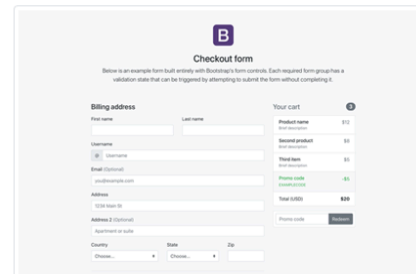 B
Checkout form
Below is an example form built entirely with Bootstrap's form controls. Each required form group has a
validation state that can be triggered by attempting to submit the form without completing it.
Billing address
First name Last name
Username
@ Username
Email (Optional)
you@example.com
Address
1234 Main St
Address 2 (Optional)
Apartment or suite
Country State Zip
Choose... Choose...
Your cart 3
Product name $12
Brief description
Second product $8
Brief description
Third item $5
Brief description
Promo code -$5
EXAMPLECODE
Total (USD) $20
Promo code Redeem